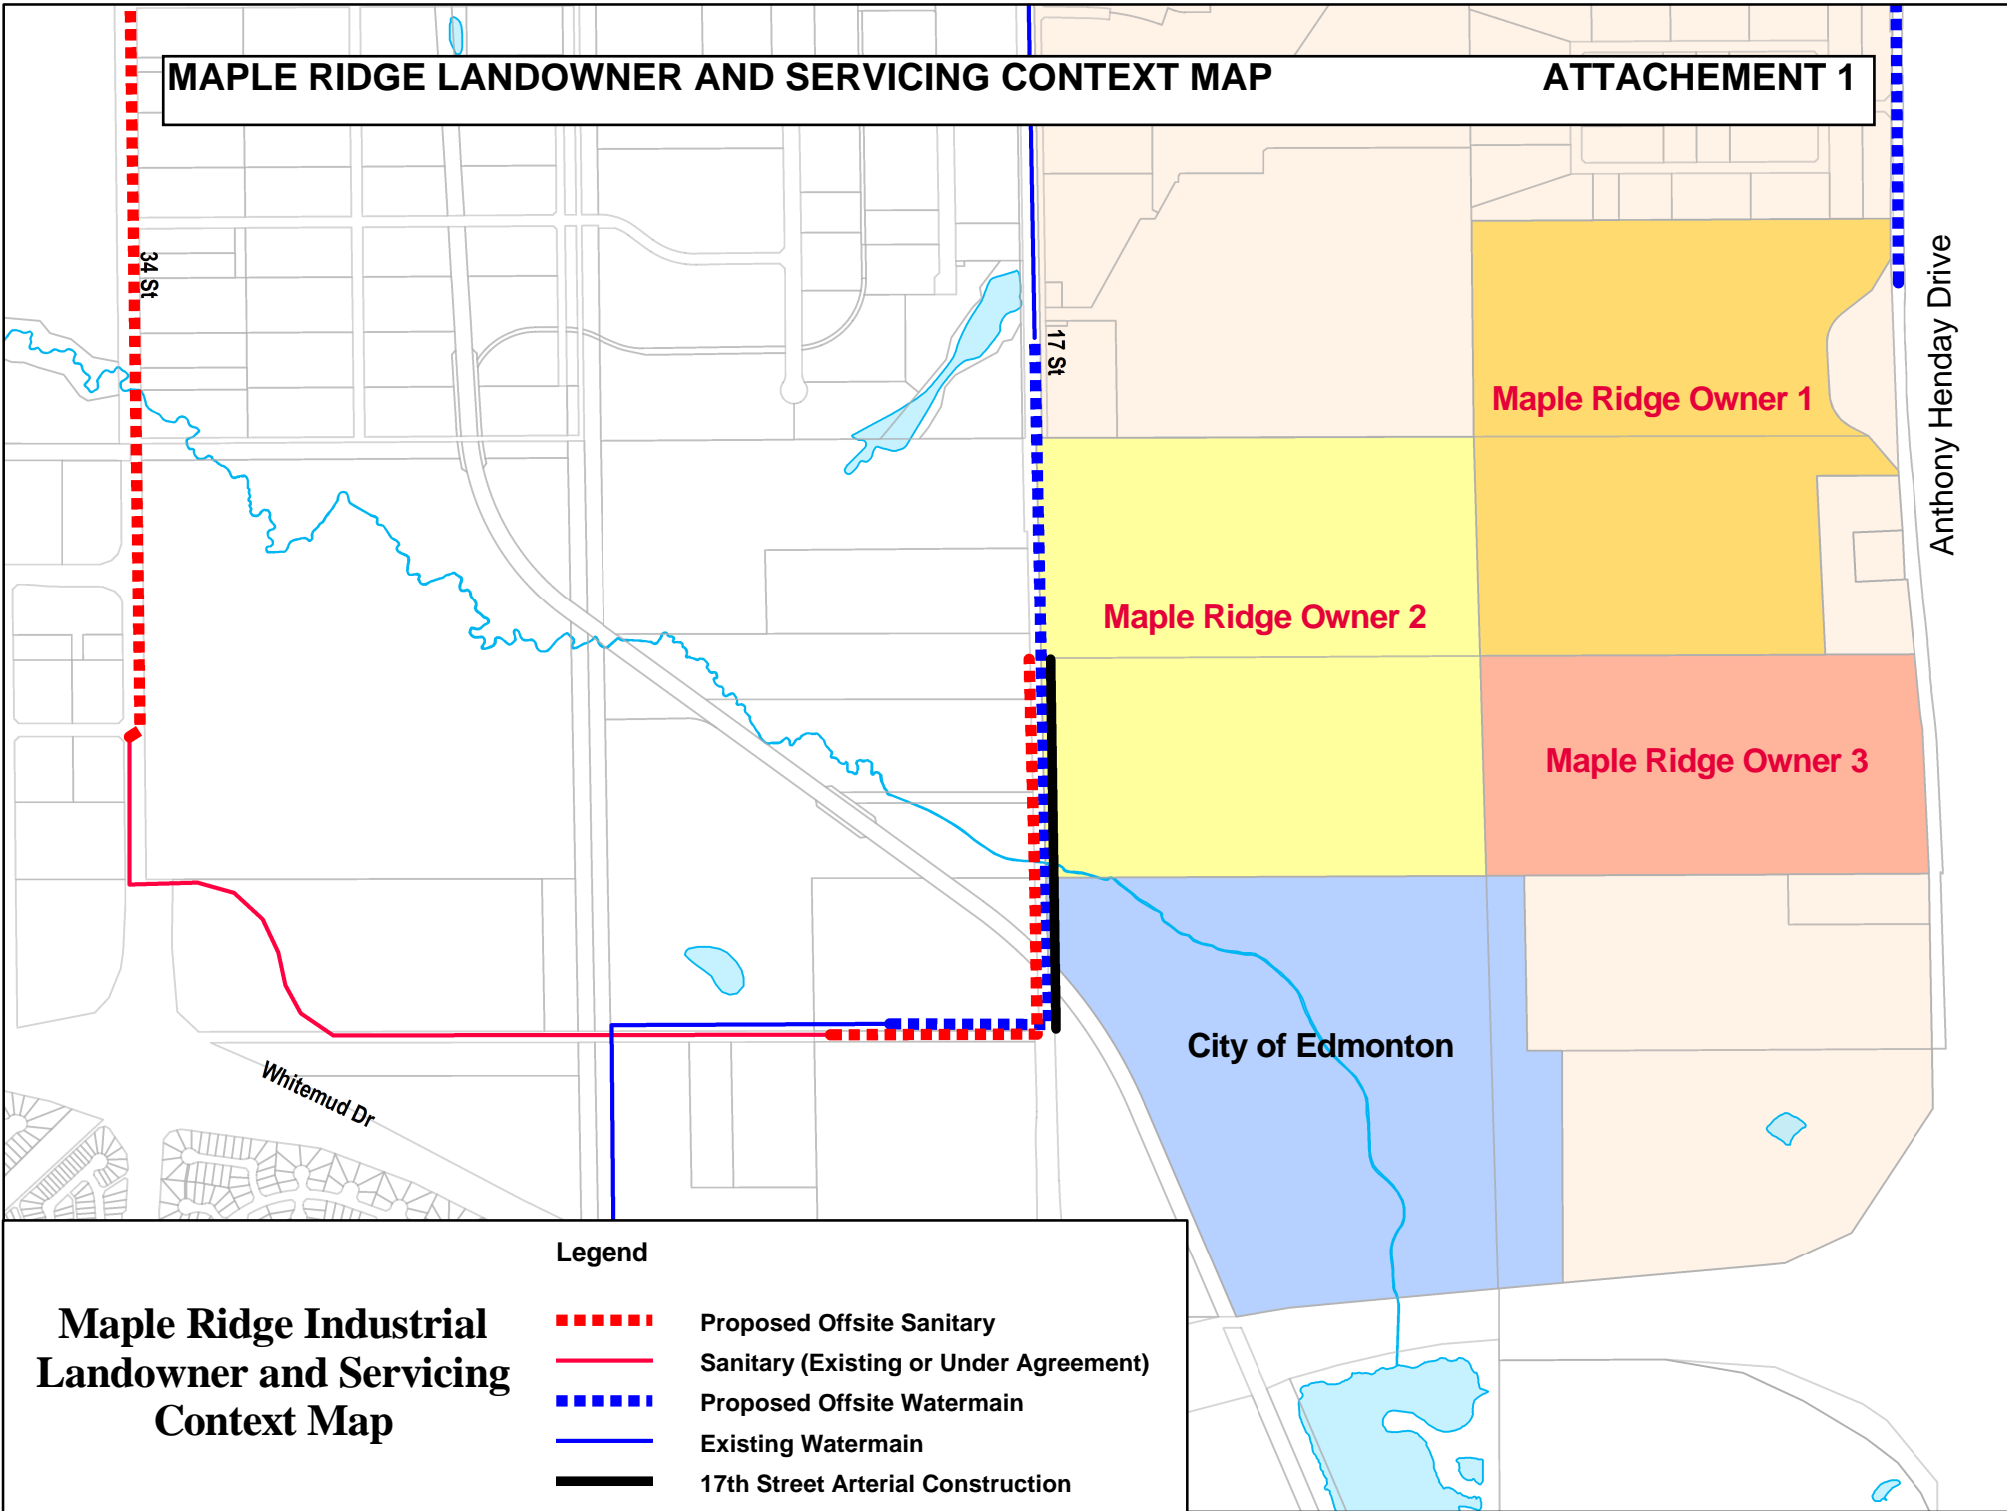 MAPLE RIDGE LANDOWNER AND SERVICING CONTEXT MAP ATTACHEMENT 1
34 St
17 St
Anthony Henday Drive
Maple Ridge Owner 1
Maple Ridge Owner 2
Maple Ridge Owner 3
City of Edmonton
Whitemud Dr
Maple Ridge Industrial
Landowner and Servicing
Context Map
Legend
Proposed Offsite Sanitary
Sanitary (Existing or Under Agreement)
Proposed Offsite Watermain
Existing Watermain
17th Street Arterial Construction